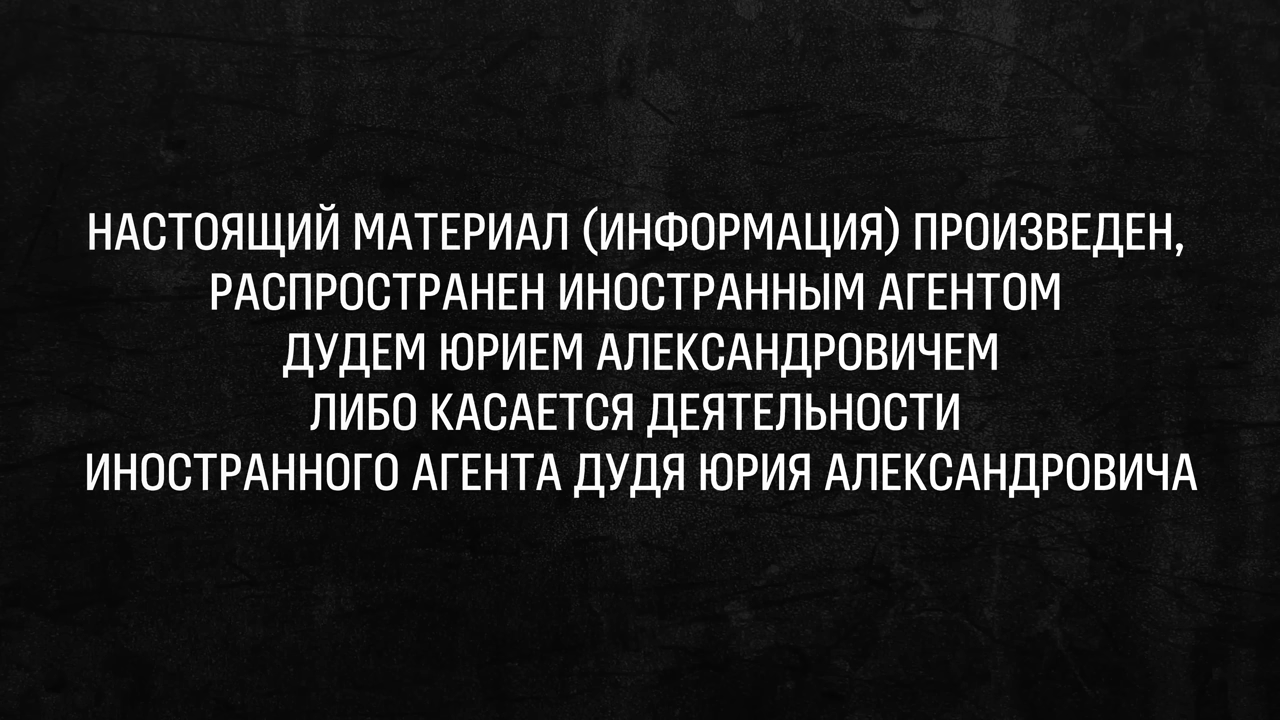 НАСТОЯЩИЙ МАТЕРИАЛ (ИНФОРМАЦИЯ) ПРОИЗВЕДЕН,
РАСПРОСТРАНЕН ИНОСТРАННЫМ АГЕНТОМ
ДУДЕМ ЮРИЕМ АЛЕКСАНДРОВИЧЕМ
ЛИБО КАСАЕТСЯ ДЕЯТЕЛЬНОСТИ
ИНОСТРАННОГО АГЕНТА ДУДЯ ЮРИЯ АЛЕКСАНДРОВИЧА